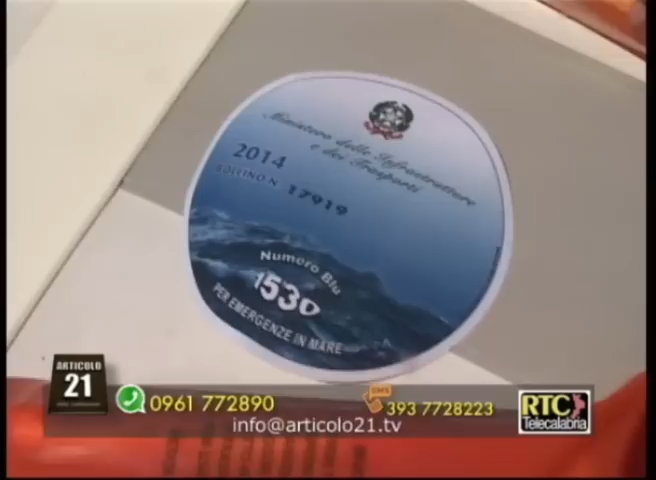 Ministero delle Infrastrutture
e dei Trasporti
2014
BOLLINO N. 17919
Numero Blu
1530
PER EMERGENZE IN MARE
ARTICOLO
21
0961 772890
SMS
393 7728223
info@articolo21.tv
RTC
Telecalabria